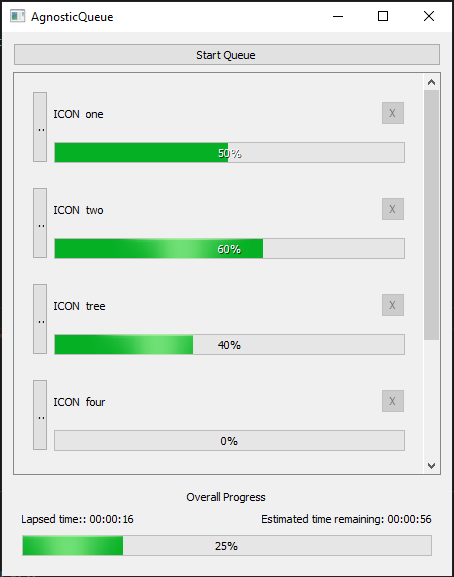 AgnosticQueue
Start Queue
ICON one
X
..
50%
ICON two
X
..
60%
ICON tree
X
..
40%
ICON four
X
..
0%
Overall Progress
Lapsed time:: 00:00:16 Estimated time remaining: 00:00:56
25%